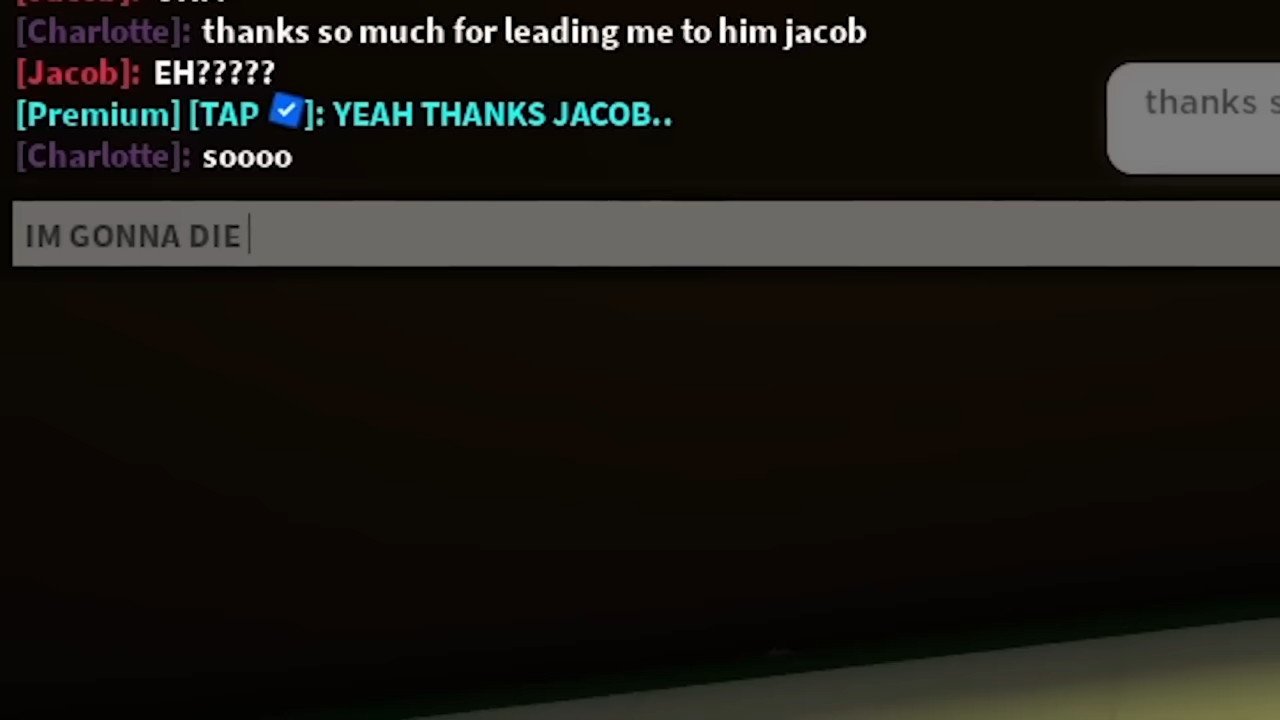 [Charlotte]: thanks so much for leading me to him jacob
[Jacob]: EH?????
[Premium] [TAP ☑️]: YEAH THANKS JACOB..
[Charlotte]: soooo
thanks s
IM GONNA DIE